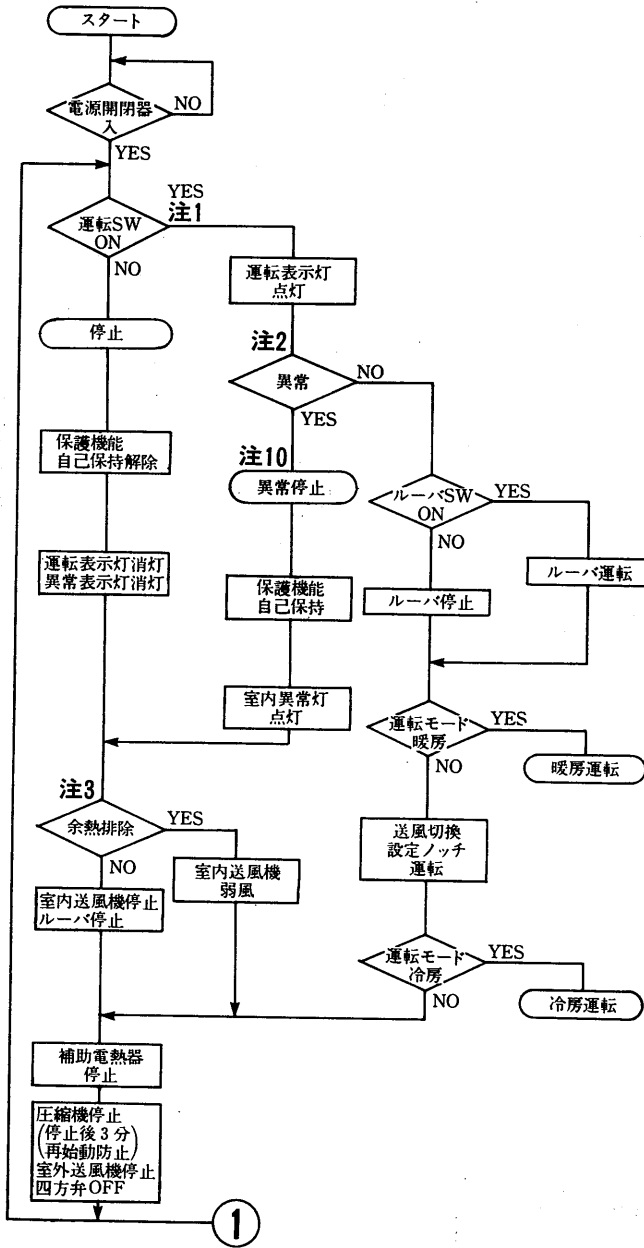 スタート
電源開閉器
入
NO
YES
運転SW
ON
YES
注1
NO
運転表示灯
点灯
停止
注2
異常
NO
YES
保護機能
自己保持解除
注10
異常停止
ルーバSW
ON
YES
NO
運転表示灯消灯
異常表示灯消灯
保護機能
自己保持
ルーバ停止
ルーバ運転
室内異常灯
点灯
運転モード
暖房
YES
NO
暖房運転
注3
余熱排除
YES
NO
室内送風機
弱風
送風切換
設定ノッチ
運転
室内送風機停止
ルーバ停止
運転モード
冷房
YES
NO
冷房運転
補助電熱器
停止
圧縮機停止
(停止後3分)
(再始動防止)
室外送風機停止
四方弁OFF
1